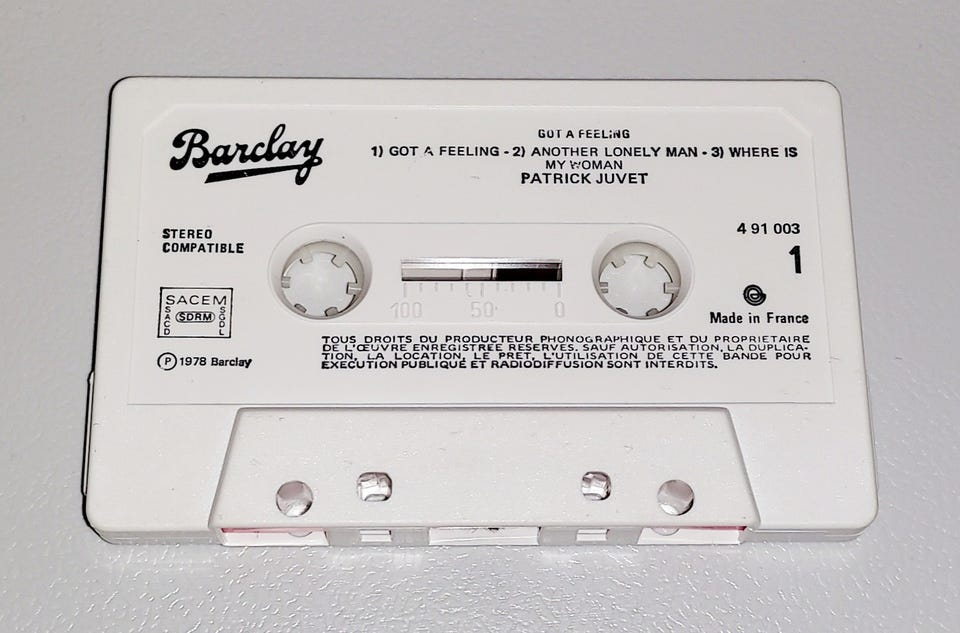 Barclay
GOT A FEELING
1) GOT A FEELING - 2) ANOTHER LONELY MAN - 3) WHERE IS
MY WOMAN
PATRICK JUVET
STEREO
COMPATIBLE
4 91 003
1
100 50 0
SACEM
SACD
SDRM
SGDL
Made in France
℗ 1978 Barclay
TOUS DROITS DU PRODUCTEUR PHONOGRAPHIQUE ET DU PROPRIETAIRE
DE L'ŒUVRE ENREGISTREE RESERVES. SAUF AUTORISATION, LA DUPLICA-
TION, LA LOCATION, LE PRET, L'UTILISATION DE CETTE BANDE POUR
EXECUTION PUBLIQUE ET RADIODIFFUSION SONT INTERDITS.